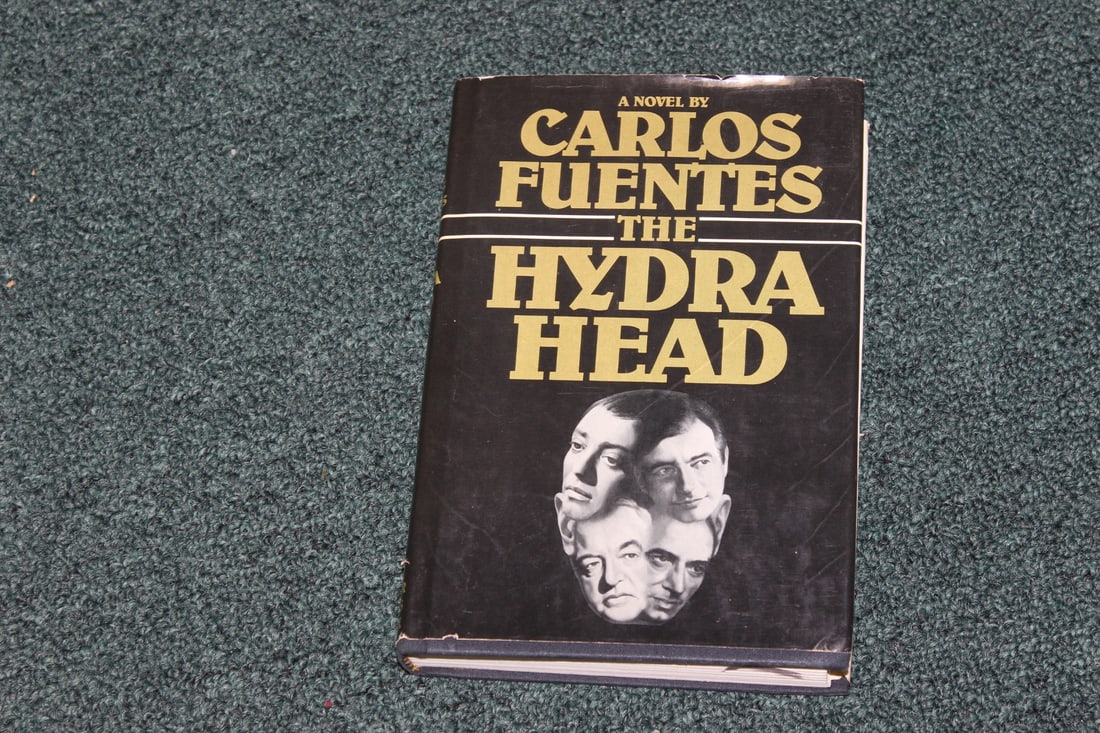 A NOVEL BY
CARLOS
FUENTES
THE
HYDRA
HEAD